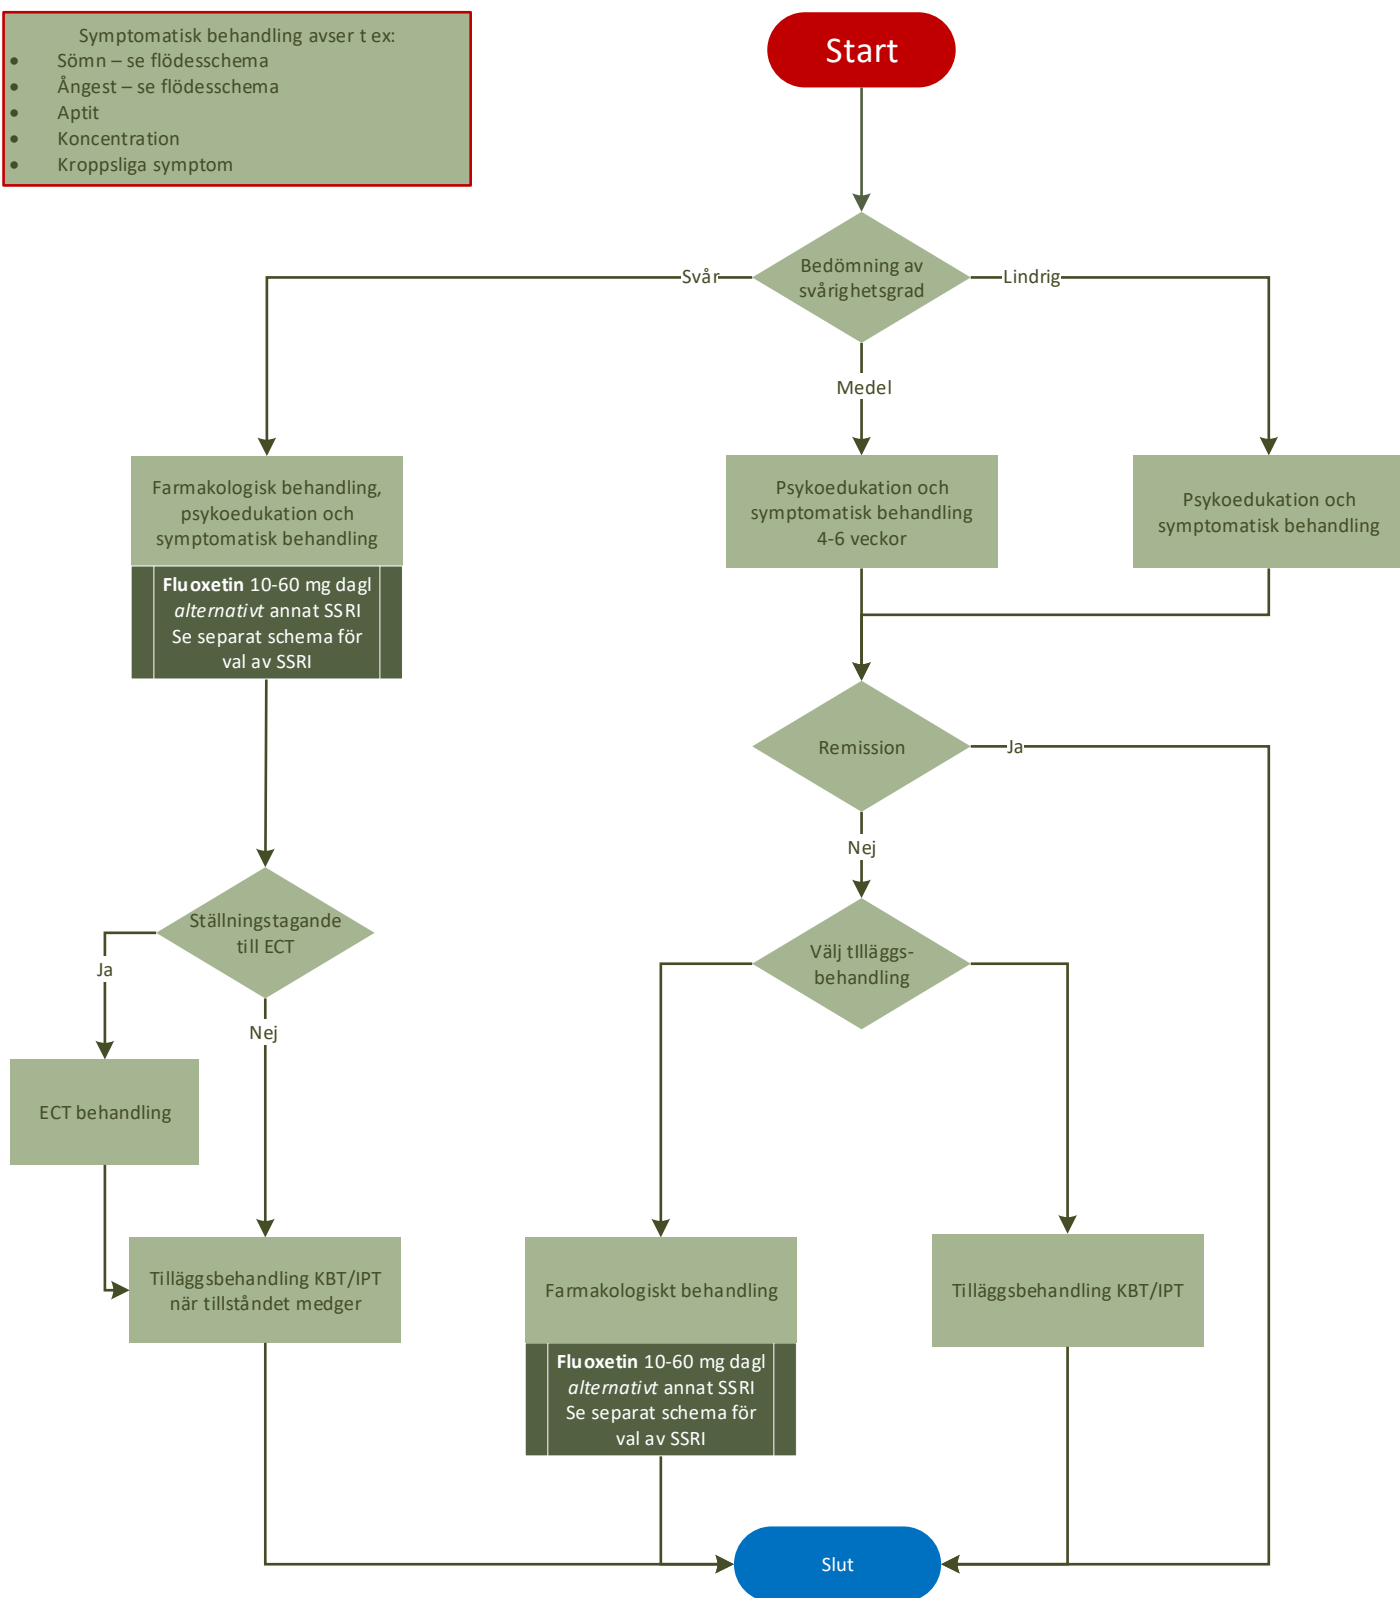 Symptomatisk behandling avser t ex:
• Sömn – se flödesschema
• Ångest – se flödesschema
• Aptit
• Koncentration
• Kroppsliga symptom
Start
Bedömning av
svårighetsgrad
Svår
Lindrig
Medel
Farmakologisk behandling,
psykoedukation och
symptomatisk behandling
Fluoxetin 10-60 mg dagl
alternativt annat SSRI
Se separat schema för
val av SSRI
Psykoedukation och
symptomatisk behandling
4-6 veckor
Psykoedukation och
symptomatisk behandling
Remission
Ja
Nej
Ställningstagande
till ECT
Ja
Nej
Välj tIlläggs-
behandling
ECT behandling
Tilläggsbehandling KBT/IPT
när tillståndet medger
Farmakologiskt behandling
Fluoxetin 10-60 mg dagl
alternativt annat SSRI
Se separat schema för
val av SSRI
Tilläggsbehandling KBT/IPT
Slut